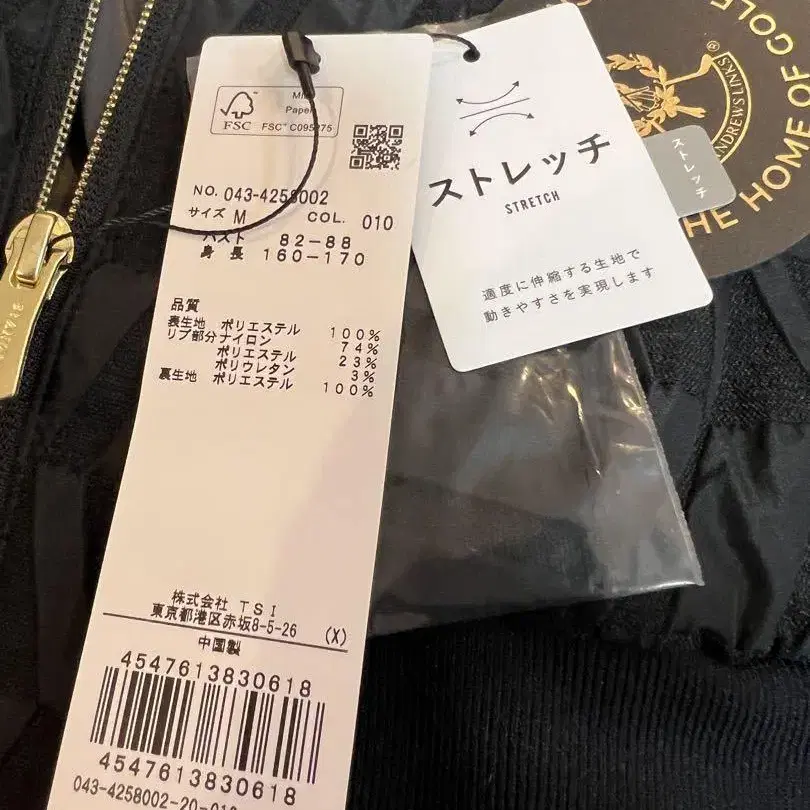 FSC
Paper
FSC® C095275
NO. 043-4258002
サイズ M COL. 010
バスト 82-88
身長 160-170
品質
表生地 ポリエステル 100%
リブ部分 ナイロン 74%
ポリエステル 23%
ポリウレタン 3%
裏生地 ポリエステル 100%
株式会社 TSI
東京都港区赤坂8-5-26 (X)
中国製
4547613830618
4547613830618
ストレッチ
STRETCH
適度に伸縮する生地で
動きやすさを実現します
ストレッチ
ANDREWS LINKS
THE HOME OF GOLF